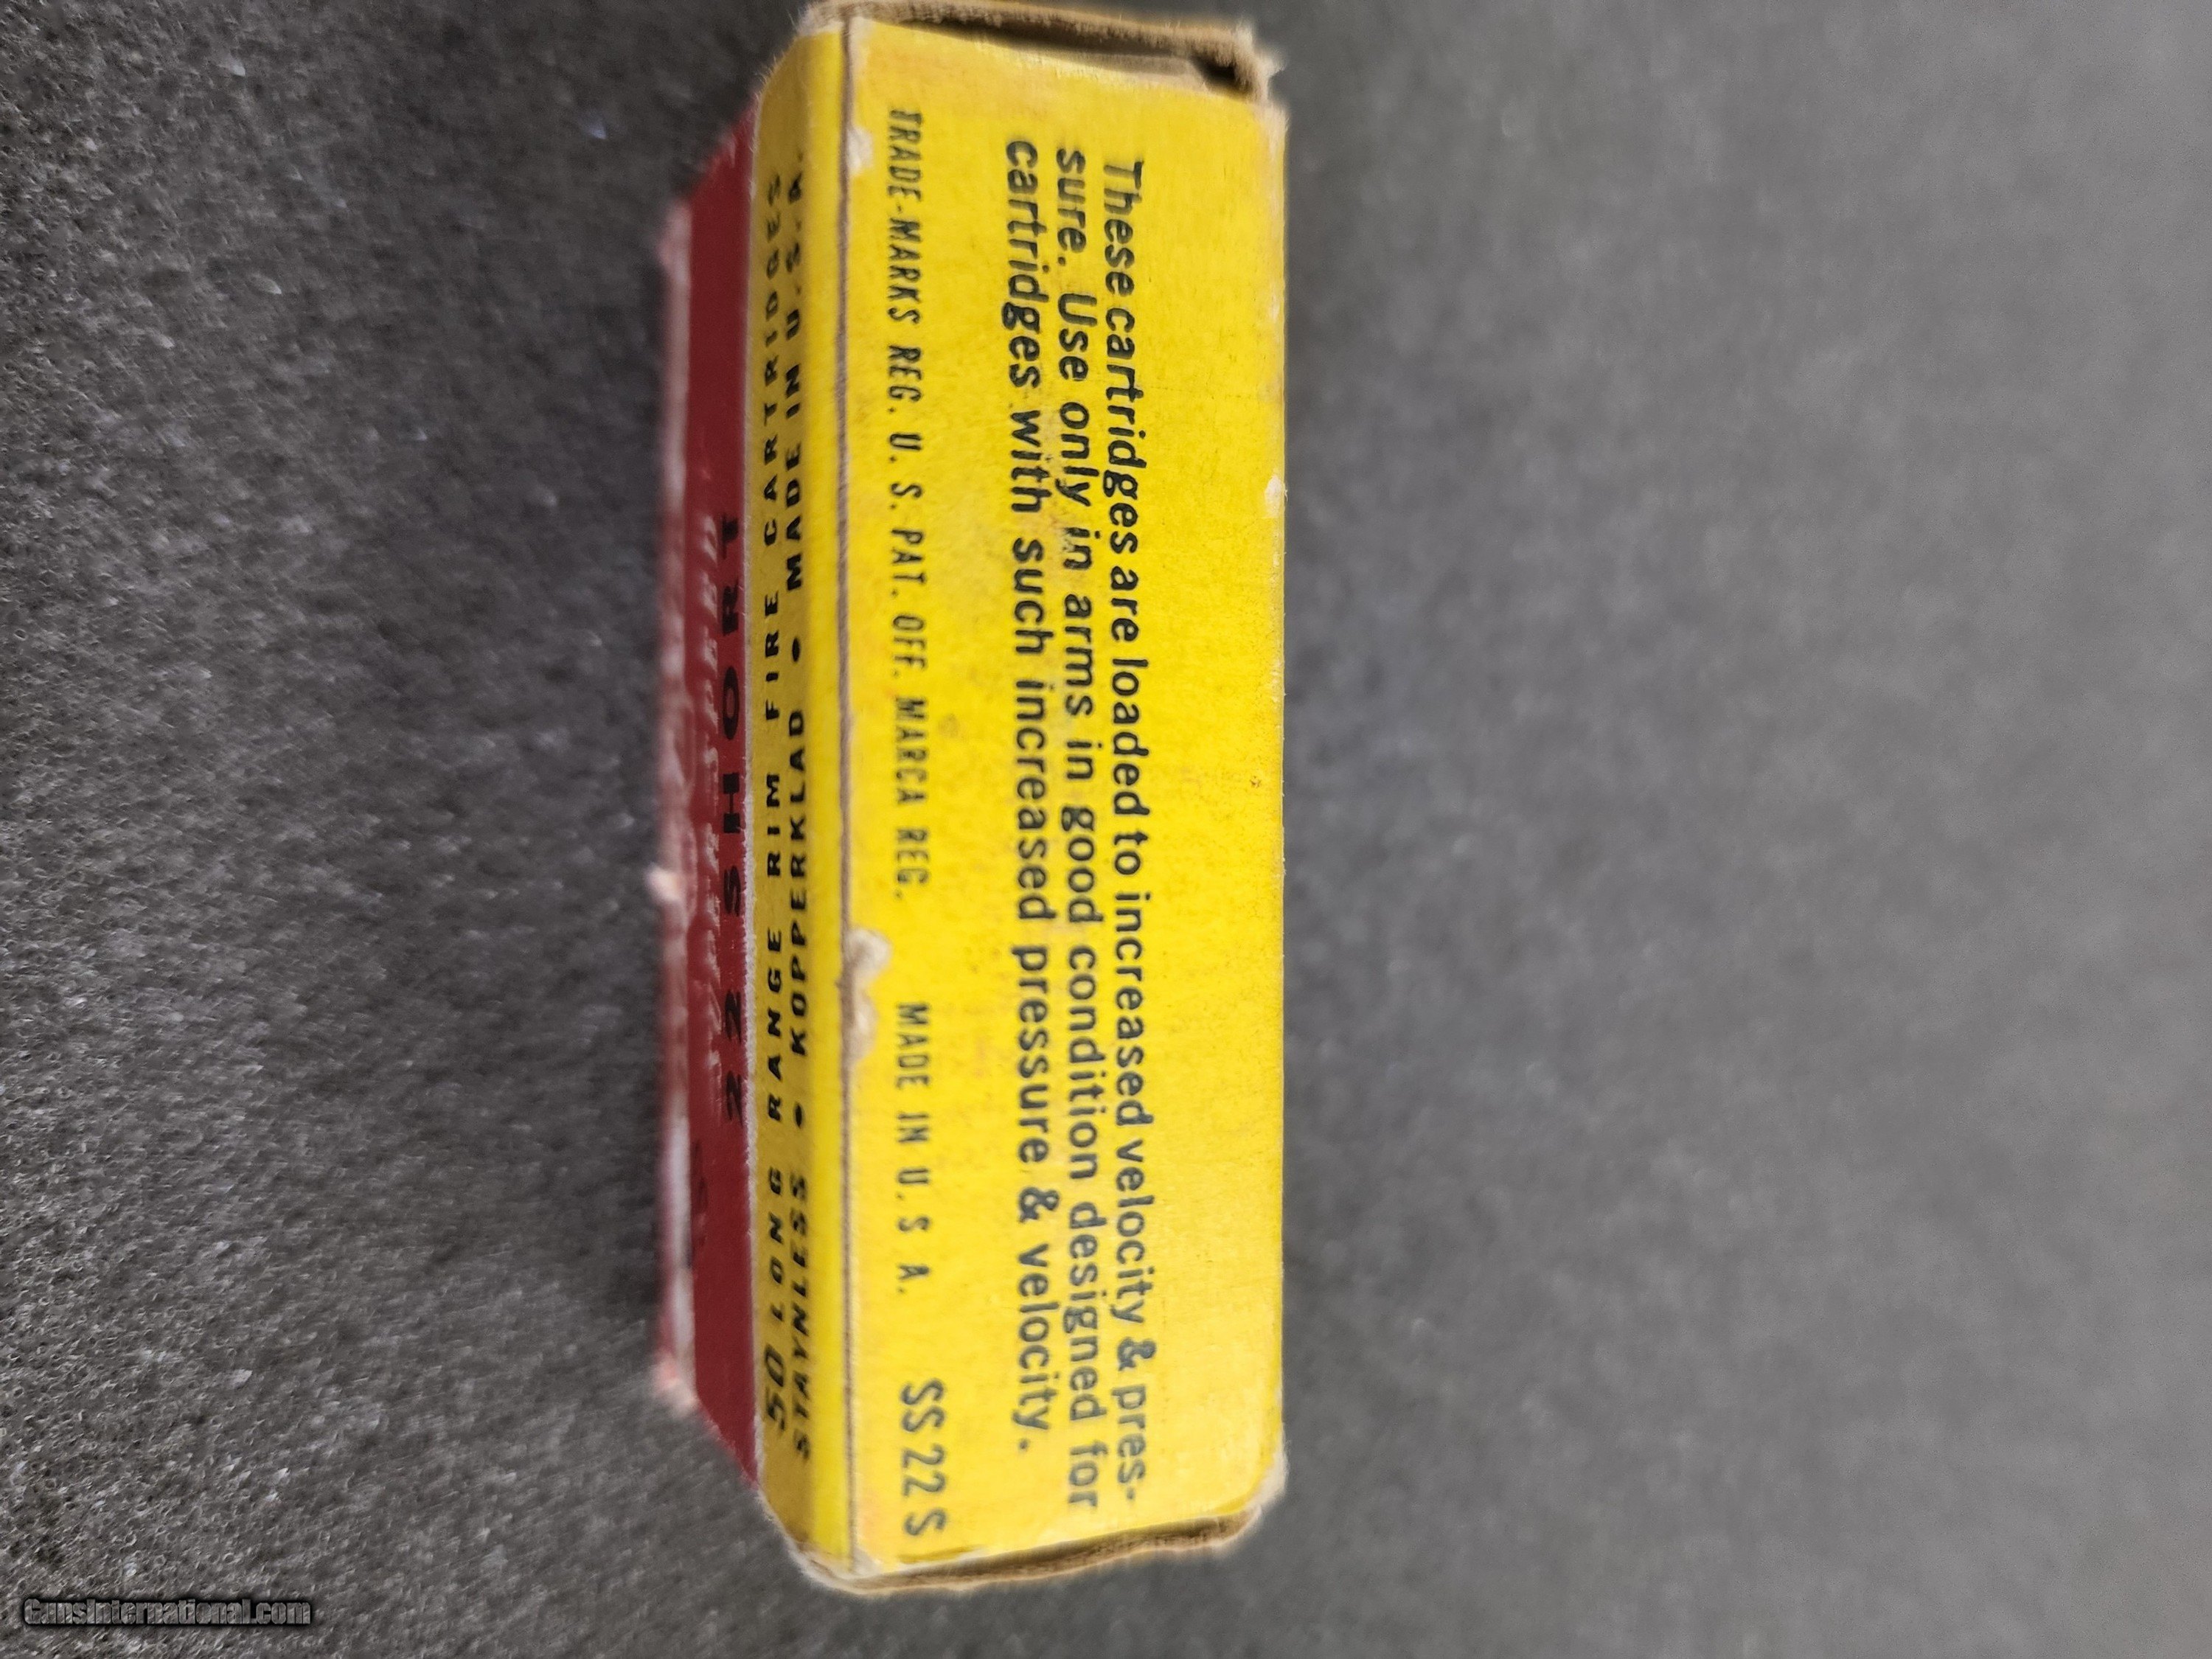 These cartridges are loaded to increased velocity & pres-
sure. Use only in arms in good condition designed for
cartridges with such increased pressure & velocity.
TRADE-MARKS REG. U. S. PAT. OFF. MARCA REG. MADE IN U. S A. SS22S
22 SHORT
50 LONG RANGE RIM FIRE CARTRIDGES
STAYNLESS • KOPPERKLAD • MADE IN U.S.A.
GunsInternational.com